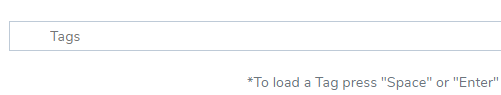 Tags
*To load a Tag press "Space" or "Enter"